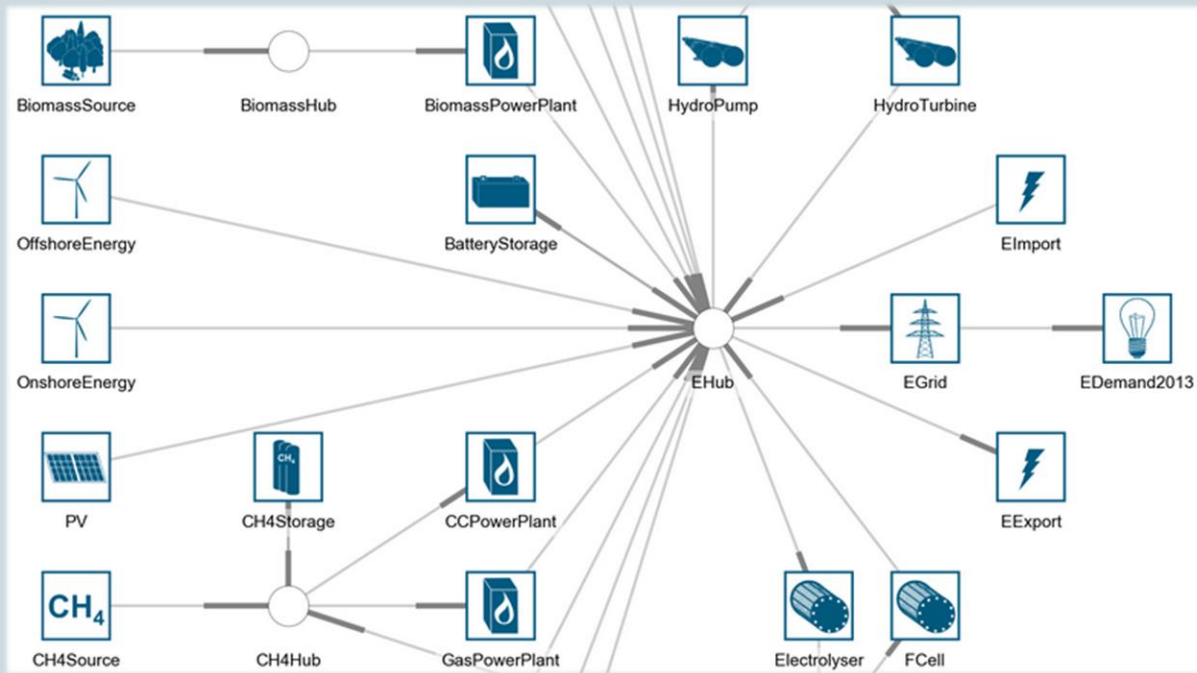 BiomassSource
BiomassHub
BiomassPowerPlant
HydroPump
HydroTurbine
OffshoreEnergy
BatteryStorage
EImport
OnshoreEnergy
EHub
EGrid
EDemand2013
CH₄
PV
CH4Storage
CCPowerPlant
EExport
CH₄
CH4Source
CH4Hub
GasPowerPlant
Electrolyser
FCell